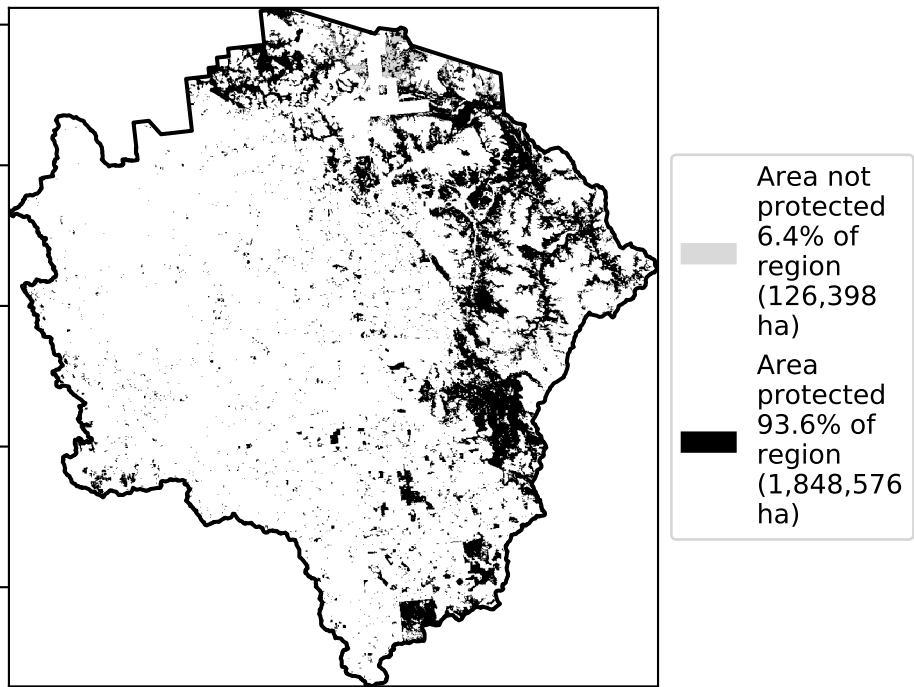 Area not
protected
6.4% of
region
(126,398
ha)
Area
protected
93.6% of
region
(1,848,576
ha)